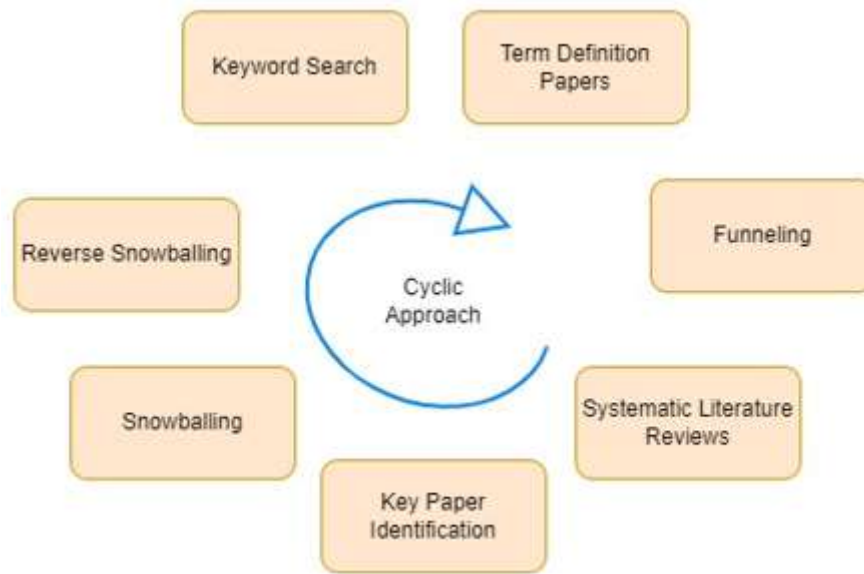 Keyword Search
Term Definition
Papers
Reverse Snowballing
Funneling
Cyclic
Approach
Snowballing
Systematic Literature
Reviews
Key Paper
Identification